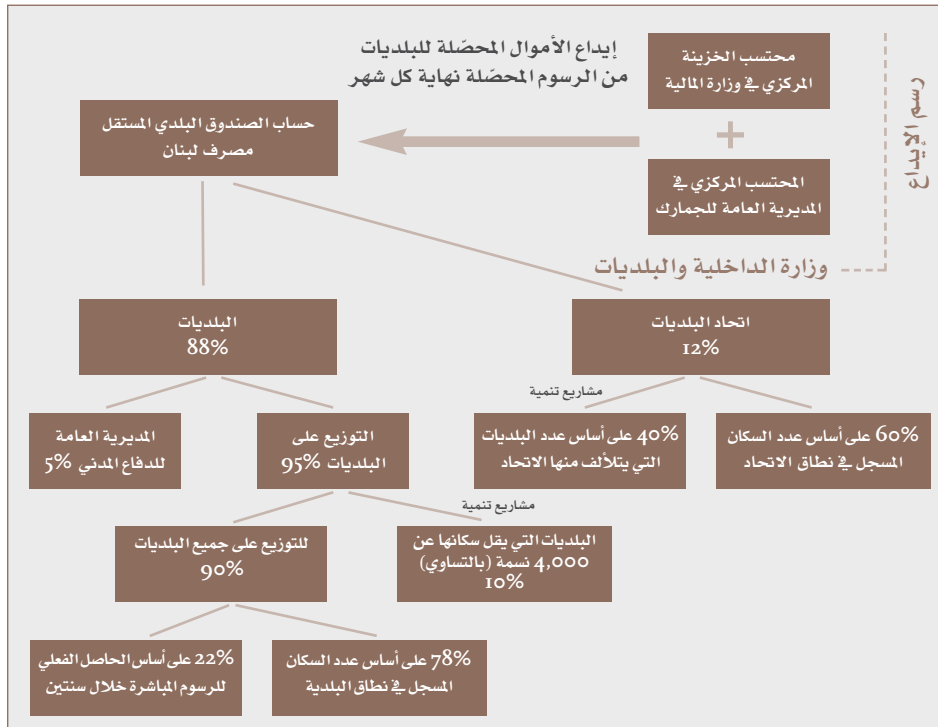 رسم الإيداع
محتسب الخزينة
المركزي في وزارة المالية
+
المحتسب المركزي في
المديرية العامة للجمارك
إيداع الأموال المحصّلة للبلديات
من الرسوم المحصّلة نهاية كل شهر
حساب الصندوق البلدي المستقل
مصرف لبنان
وزارة الداخلية والبلديات
اتحاد البلديات
12%
البلديات
88%
مشاريع تنمية
60% على أساس عدد السكان
المسجل في نطاق الاتحاد
40% على أساس عدد البلديات
التي يتلألف منها الاتحاد
التوزيع على
البلديات 95%
المديرية العامة
للدفاع المدني 5%
مشاريع تنمية
البلديات التي يقل سكانها عن
4,000 نسمة (بالتساوي)
10%
للتوزيع على جميع البلديات
90%
78% على أساس عدد السكان
المسجل في نطاق البلدية
22% على أساس الحاصل الفعلي
للرسوم المباشرة خلال سنتين